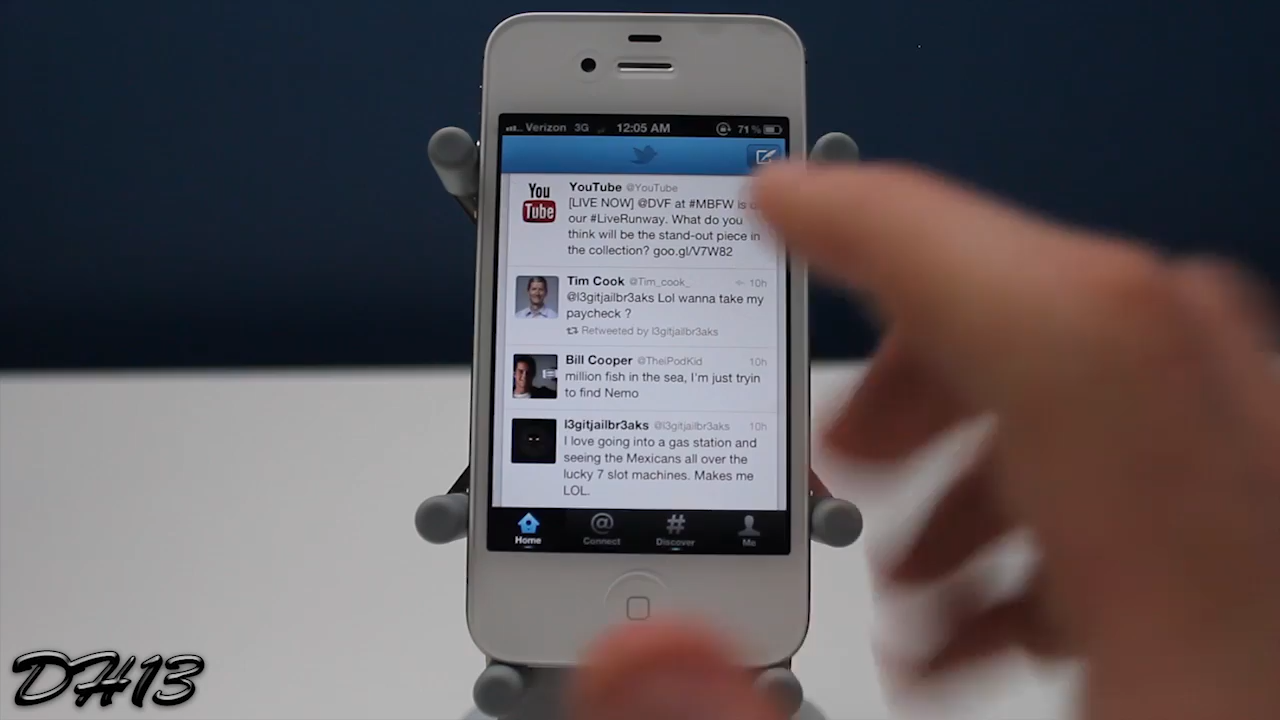 Verizon 3G 12:05 AM 71%
You
Tube
YouTube @YouTube
[LIVE NOW] @DVF at #MBFW is
our #LiveRunway. What do you
think will be the stand-out piece in
the collection? goo.gl/V7W82
Tim Cook @Tim_cook_ 10h
@l3gitjailbr3aks Lol wanna take my
paycheck ?
Retweeted by l3gitjailbr3aks
Bill Cooper @TheiPodKid 10h
million fish in the sea, I'm just tryin
to find Nemo
l3gitjailbr3aks @l3gitjailbr3aks 10h
I love going into a gas station and
seeing the Mexicans all over the
lucky 7 slot machines. Makes me
LOL.
Home Connect Discover Me
DH13